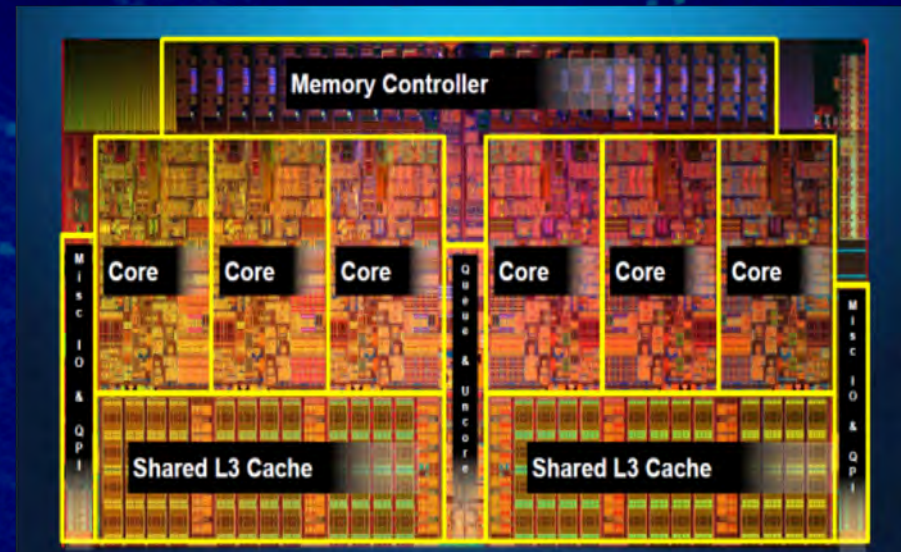 Memory Controller
Core
Core
Core
Core
Core
Core
Misc IO & QPI
Queue & Uncore
Misc IO & QPI
Shared L3 Cache
Shared L3 Cache